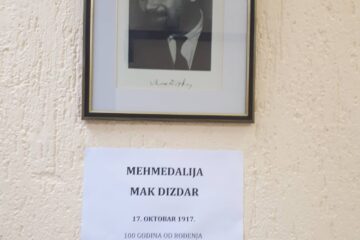 MEHMEDALIJA
MAK DIZDAR
17. OKTOBAR 1917.
100 GODINA OD ROĐENJA